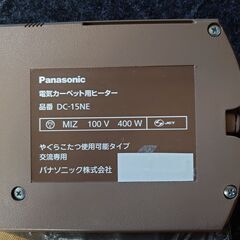 Panasonic
電気カーペット用ヒーター
品番 DC-15NE
MIZ 100 V 400 W JET
やぐらこたつ使用可能タイプ
交流専用
パナソニック株式会社